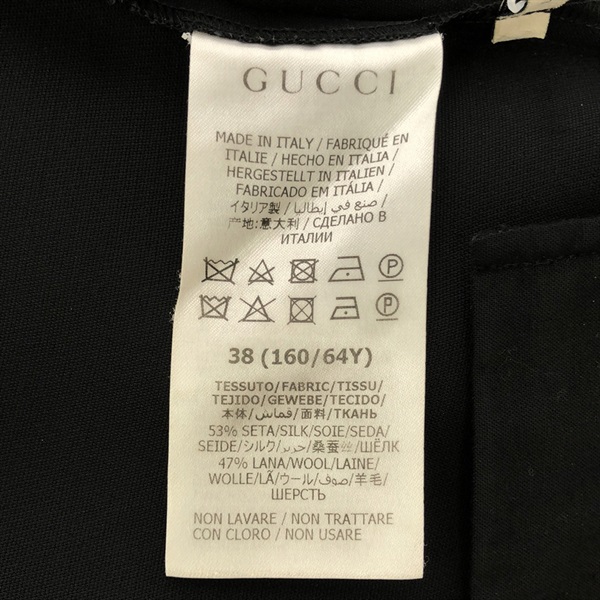 GUCCI
MADE IN ITALY / FABRIQUÉ EN
ITALIE / HECHO EN ITALIA /
HERGESTELLT IN ITALIEN /
FABRICADO EM ITÁLIA /
イタリア製 / صنع في إيطاليا /
产地:意大利 / СДЕЛАНО В
ИТАЛИИ
P
P
38 (160/64Y)
TESSUTO/FABRIC/TISSU/
TEJIDO/GEWEBE/TECIDO/
本体/قماش/面料/ТКАНЬ
53% SETA/SILK/SOIE/SEDA/
SEIDE/シルク/حرير/桑蚕丝/ШЁЛК
47% LANA/WOOL/LAINE/
WOLLE/LÃ/ウール/صوف/羊毛/
ШЕРСТЬ
NON LAVARE / NON TRATTARE
CON CLORO / NON USARE